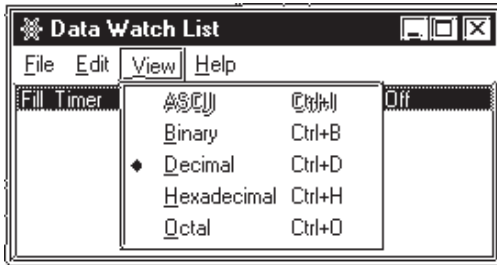 Data Watch List
File Edit View Help
Fill Timer Off
ASCII Ctrl+I
Binary Ctrl+B
Decimal Ctrl+D
Hexadecimal Ctrl+H
Octal Ctrl+O